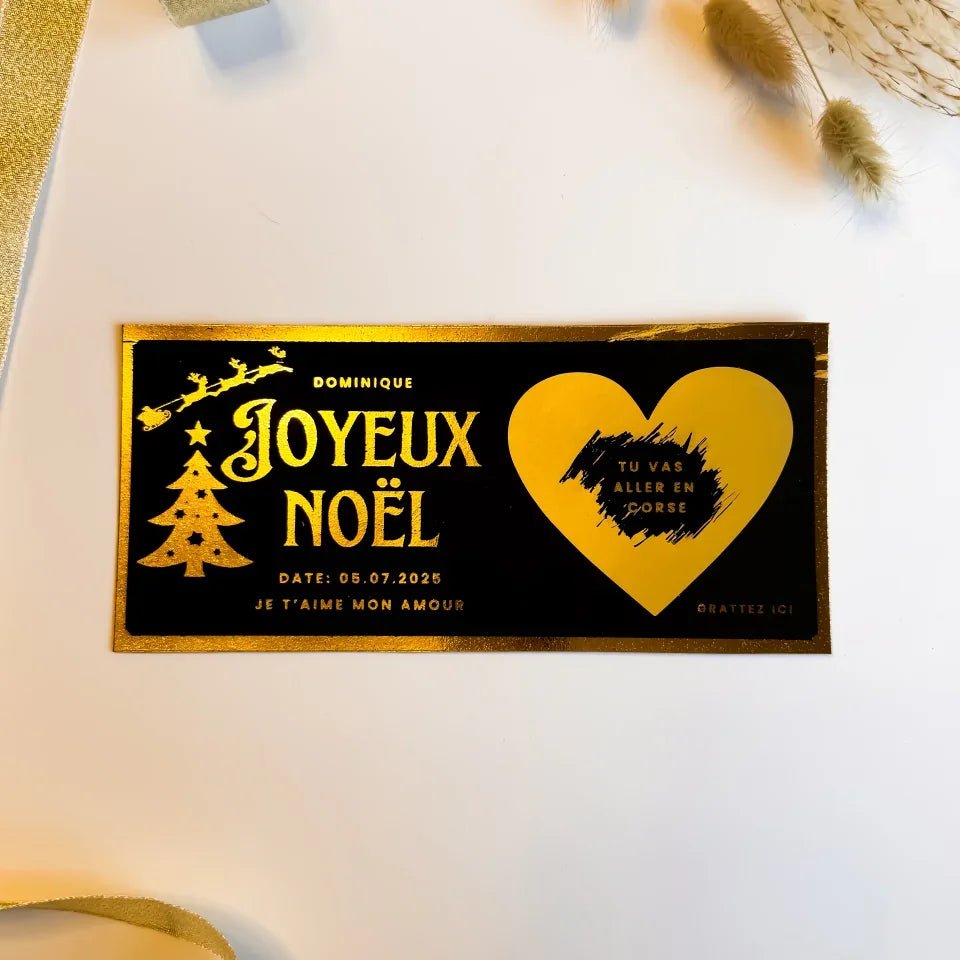 DOMINIQUE
JOYEUX
NOËL
DATE: 05.07.2025
JE T'AIME MON AMOUR
TU VAS
ALLER EN
CORSE
GRATTEZ ICI